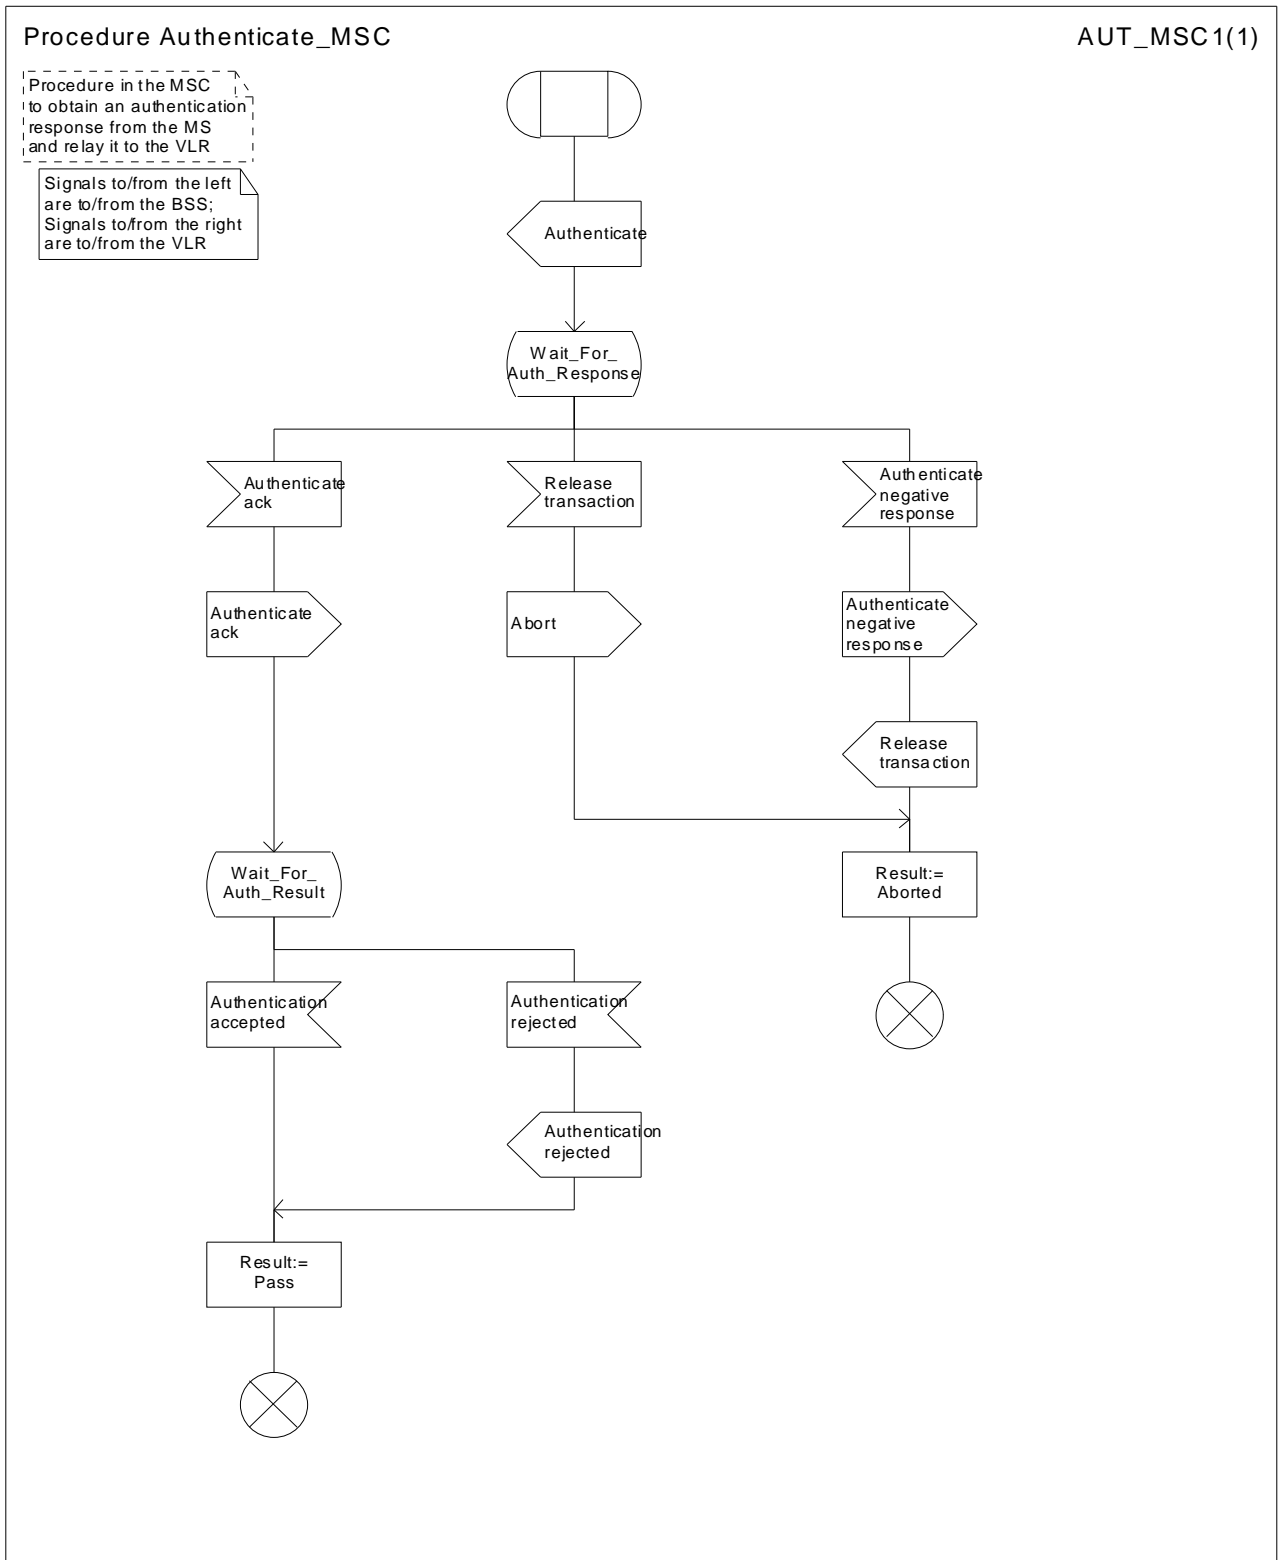 Procedure Authenticate_MSC
AUT_MSC1(1)
Procedure in the MSC
to obtain an authentication
response from the MS
and relay it to the VLR
Signals to/from the left
are to/from the BSS;
Signals to/from the right
are to/from the VLR
Authenticate
Wait_For_
Auth_Response
Authenticate
ack
Release
transaction
Authenticate
negative
response
Authenticate
ack
Abort
Authenticate
negative
response
Release
transaction
Wait_For_
Auth_Result
Result:=
Aborted
Authentication
accepted
Authentication
rejected
Authentication
rejected
Result:=
Pass